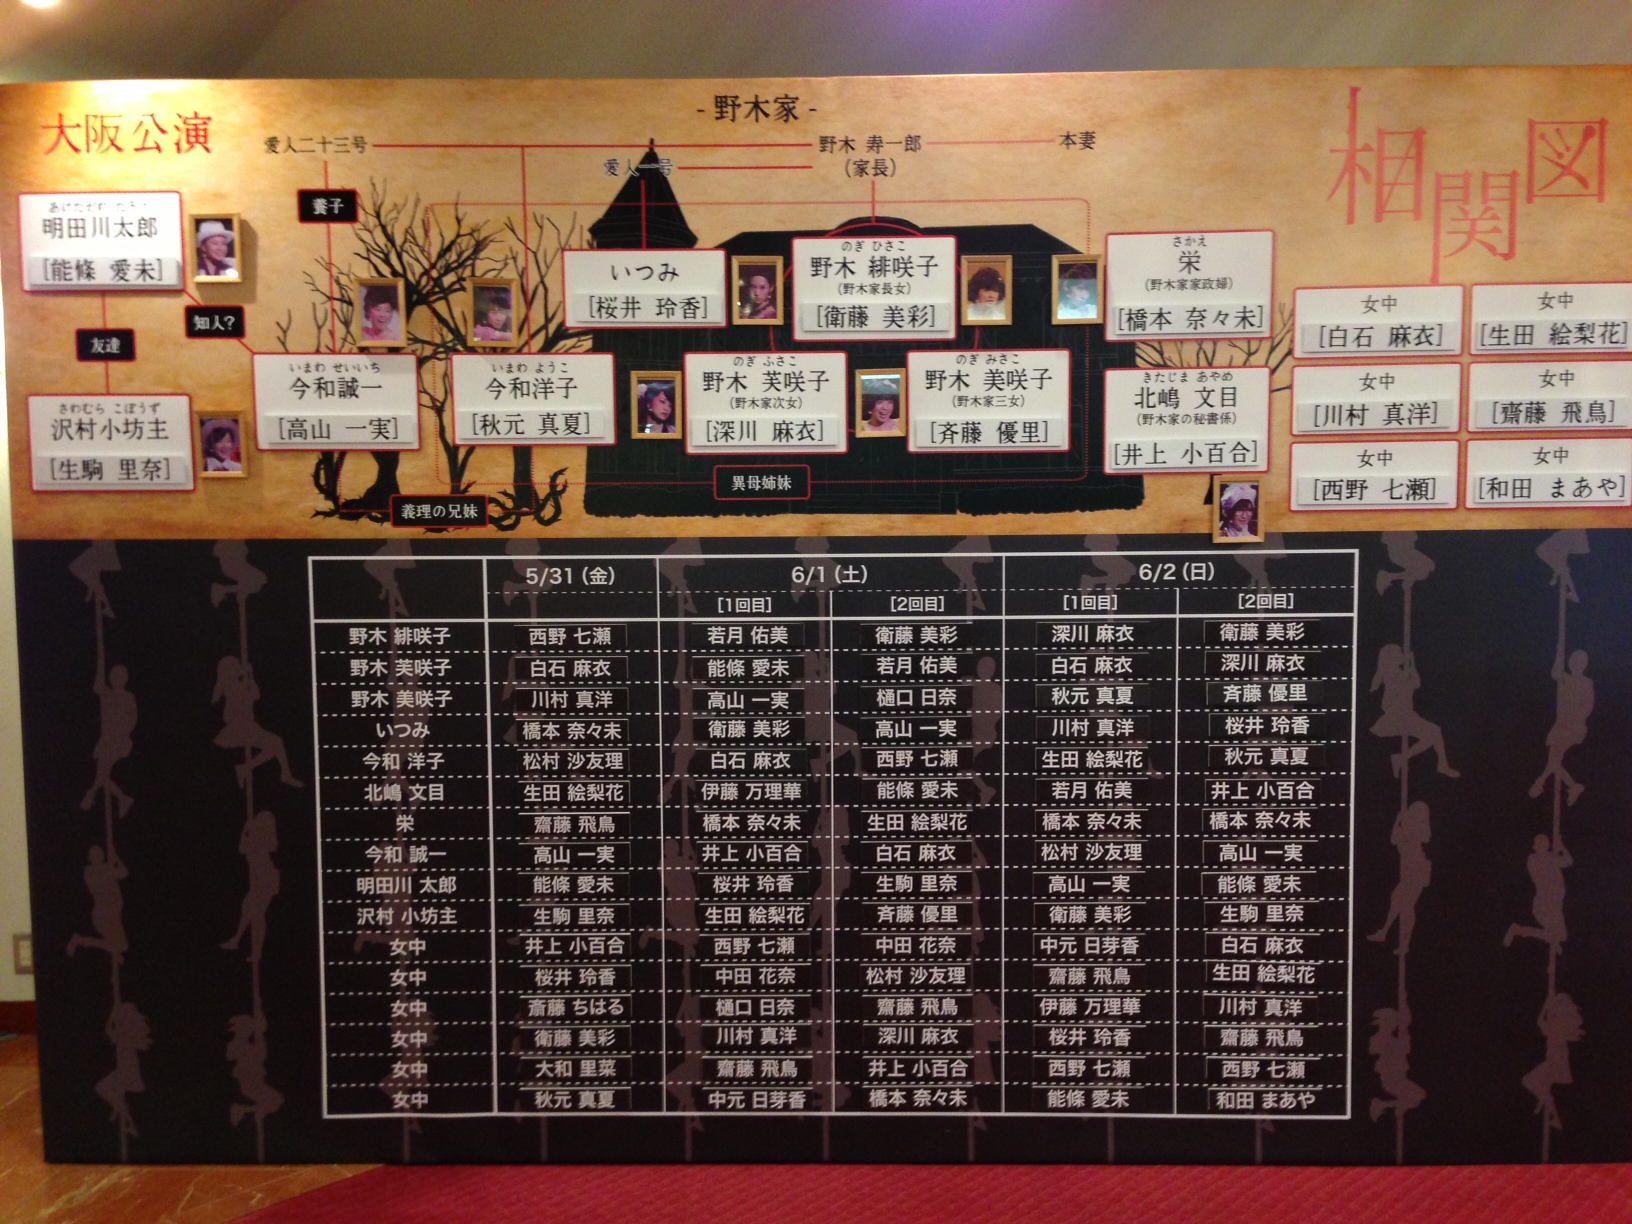 大阪公演
- 野木家 -
相関図
愛人二十三号
愛人一号
野木 寿一郎
(家長)
本妻
養子
明田川太郎
[能條 愛未]
知人?
友達
さわむら こぼうず
沢村小坊主
[生駒 里奈]
いまわ せいいち
今和誠一
[高山 一実]
いまわ ようこ
今和洋子
[秋元 真夏]
義理の兄妹
いつみ
[桜井 玲香]
のぎ ひさこ
野木 緋咲子
(野木家長女)
[衛藤 美彩]
のぎ ふさこ
野木 芙咲子
(野木家次女)
[深川 麻衣]
のぎ みさこ
野木 美咲子
(野木家三女)
[斉藤 優里]
異母姉妹
さかえ
栄
(野木家家政婦)
[橋本 奈々未]
きたじま あやめ
北嶋 文目
(野木家の秘書係)
[井上 小百合]
女中
[白石 麻衣]
女中
[生田 絵梨花]
女中
[川村 真洋]
女中
[齋藤 飛鳥]
女中
[西野 七瀬]
女中
[和田 まあや]
5/31 (金) 6/1 (土) 6/2 (日)
[1回目] [2回目] [1回目] [2回目]
野木 緋咲子 西野 七瀬 若月 佑美 衛藤 美彩 深川 麻衣 衛藤 美彩
野木 芙咲子 白石 麻衣 能條 愛未 若月 佑美 白石 麻衣 深川 麻衣
野木 美咲子 川村 真洋 高山 一実 樋口 日奈 秋元 真夏 斉藤 優里
いつみ 橋本 奈々未 衛藤 美彩 高山 一実 川村 真洋 桜井 玲香
今和 洋子 松村 沙友理 白石 麻衣 西野 七瀬 生田 絵梨花 秋元 真夏
北嶋 文目 生田 絵梨花 伊藤 万理華 能條 愛未 若月 佑美 井上 小百合
栄 齋藤 飛鳥 橋本 奈々未 生田 絵梨花 橋本 奈々未 橋本 奈々未
今和 誠一 高山 一実 井上 小百合 白石 麻衣 松村 沙友理 高山 一実
明田川 太郎 能條 愛未 桜井 玲香 生駒 里奈 高山 一実 能條 愛未
沢村 小坊主 生駒 里奈 生田 絵梨花 斉藤 優里 衛藤 美彩 生駒 里奈
女中 井上 小百合 西野 七瀬 中田 花奈 中元 日芽香 白石 麻衣
女中 桜井 玲香 中田 花奈 松村 沙友理 齋藤 飛鳥 生田 絵梨花
女中 斎藤 ちはる 樋口 日奈 齋藤 飛鳥 伊藤 万理華 川村 真洋
女中 衛藤 美彩 川村 真洋 深川 麻衣 桜井 玲香 齋藤 飛鳥
女中 大和 里菜 齋藤 飛鳥 井上 小百合 西野 七瀬 西野 七瀬
女中 秋元 真夏 中元 日芽香 橋本 奈々未 能條 愛未 和田 まあや